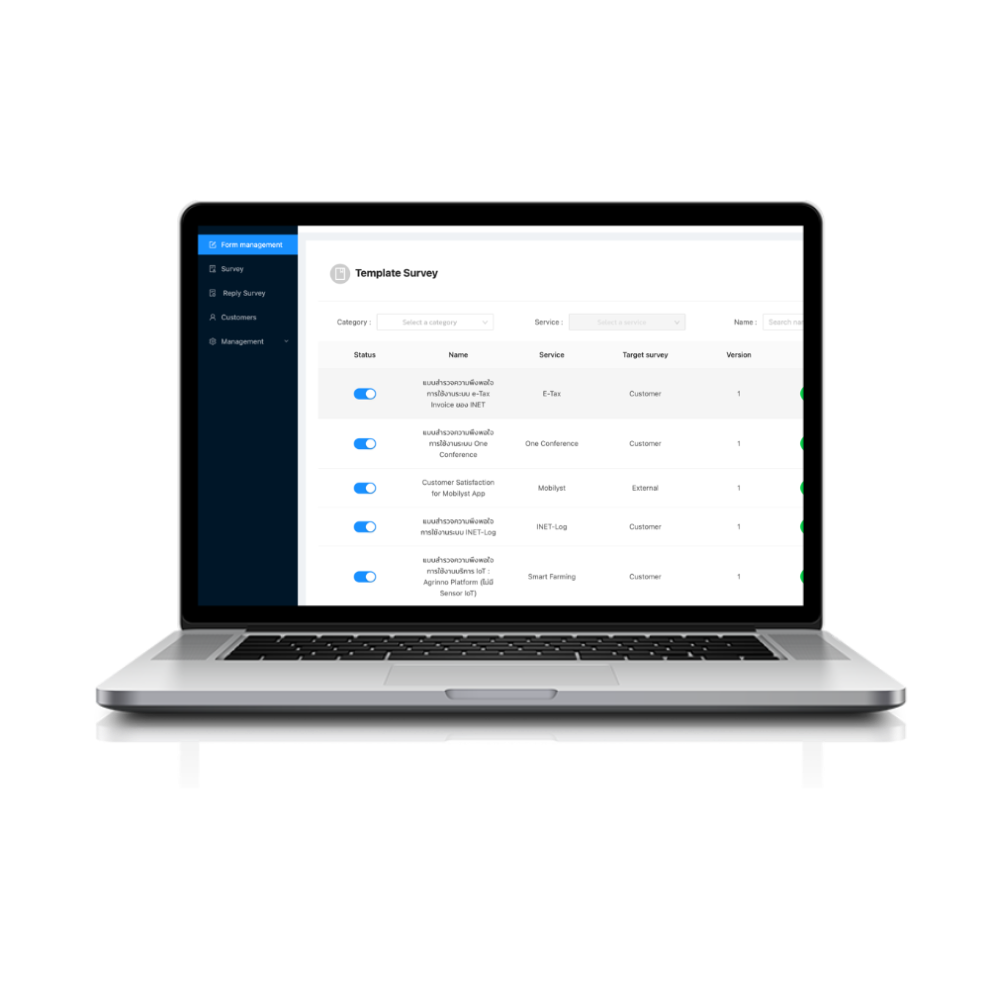 Form management
Survey
Reply Survey
Customers
Management
Template Survey
Category : Select a category Service : Select a service Name : Search
Status Name Service Target survey Version
แบบสำรวจความพึงพอใจ
การใช้งานระบบ e-Tax
Invoice ของ INET
E-Tax Customer 1
แบบสำรวจความพึงพอใจ
การใช้งานระบบ One
Conference
One Conference Customer 1
Customer Satisfaction
for Mobilyst App
Mobilyst External 1
แบบสำรวจความพึงพอใจ
การใช้งานระบบ INET-Log
INET-Log Customer 1
แบบสำรวจความพึงพอใจ
การใช้งานบริการ IoT :
Agrinno Platform (ไม่มี
Sensor IoT)
Smart Farming Customer 1